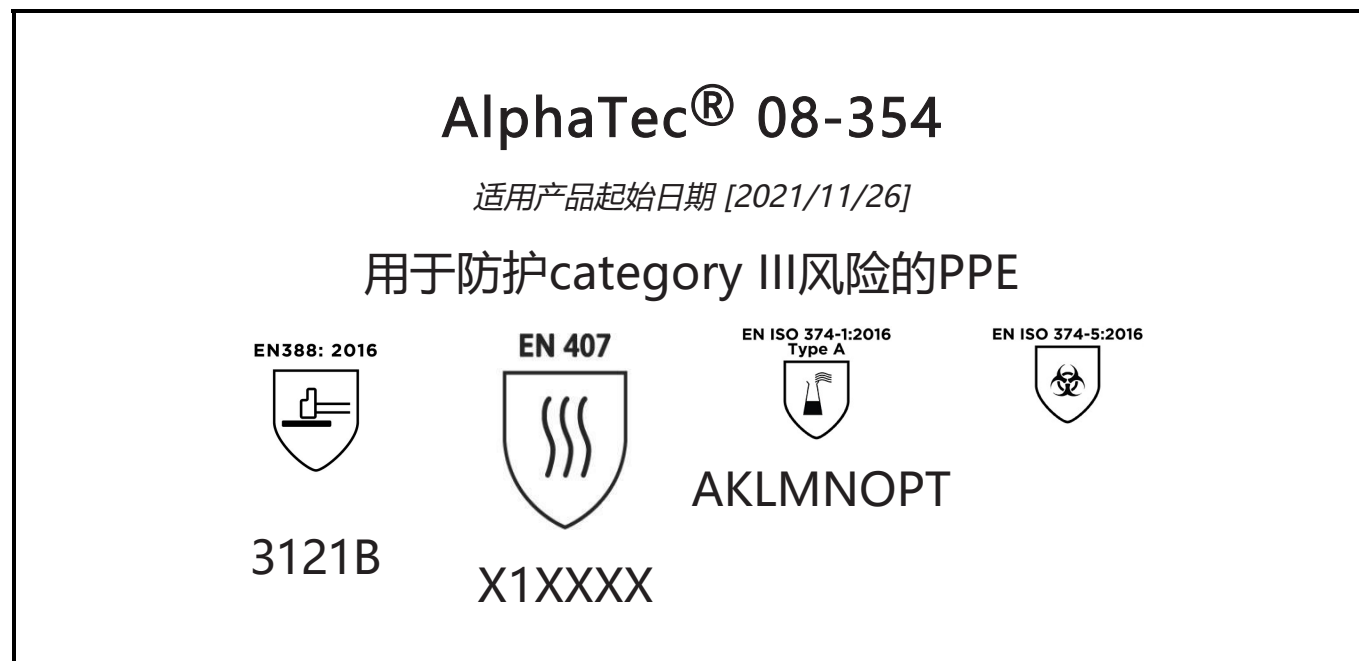 AlphaTec® 08-354
适用产品起始日期 [2021/11/26]
用于防护category III风险的PPE
EN388: 2016
3121B
EN 407
X1XXXX
EN ISO 374-1:2016
Type A
AKLMNOPT
EN ISO 374-5:2016